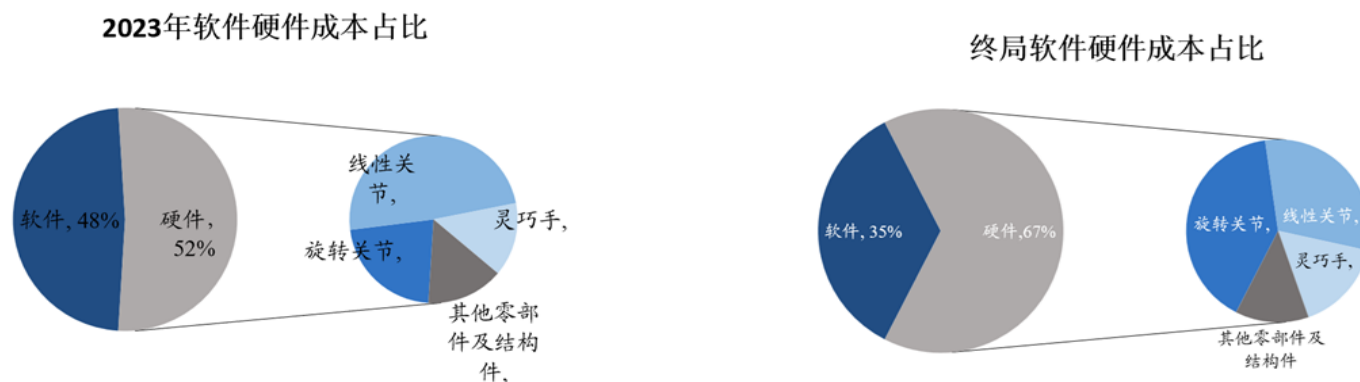 2023年软件硬件成本占比
软件, 48%
硬件,
52%
线性关
节,
灵巧手,
旋转关节,
其他零部
件及结构
件,
终局软件硬件成本占比
软件, 35%
硬件,67%
旋转关节,
线性关节,
灵巧手,
其他零部件及
结构件